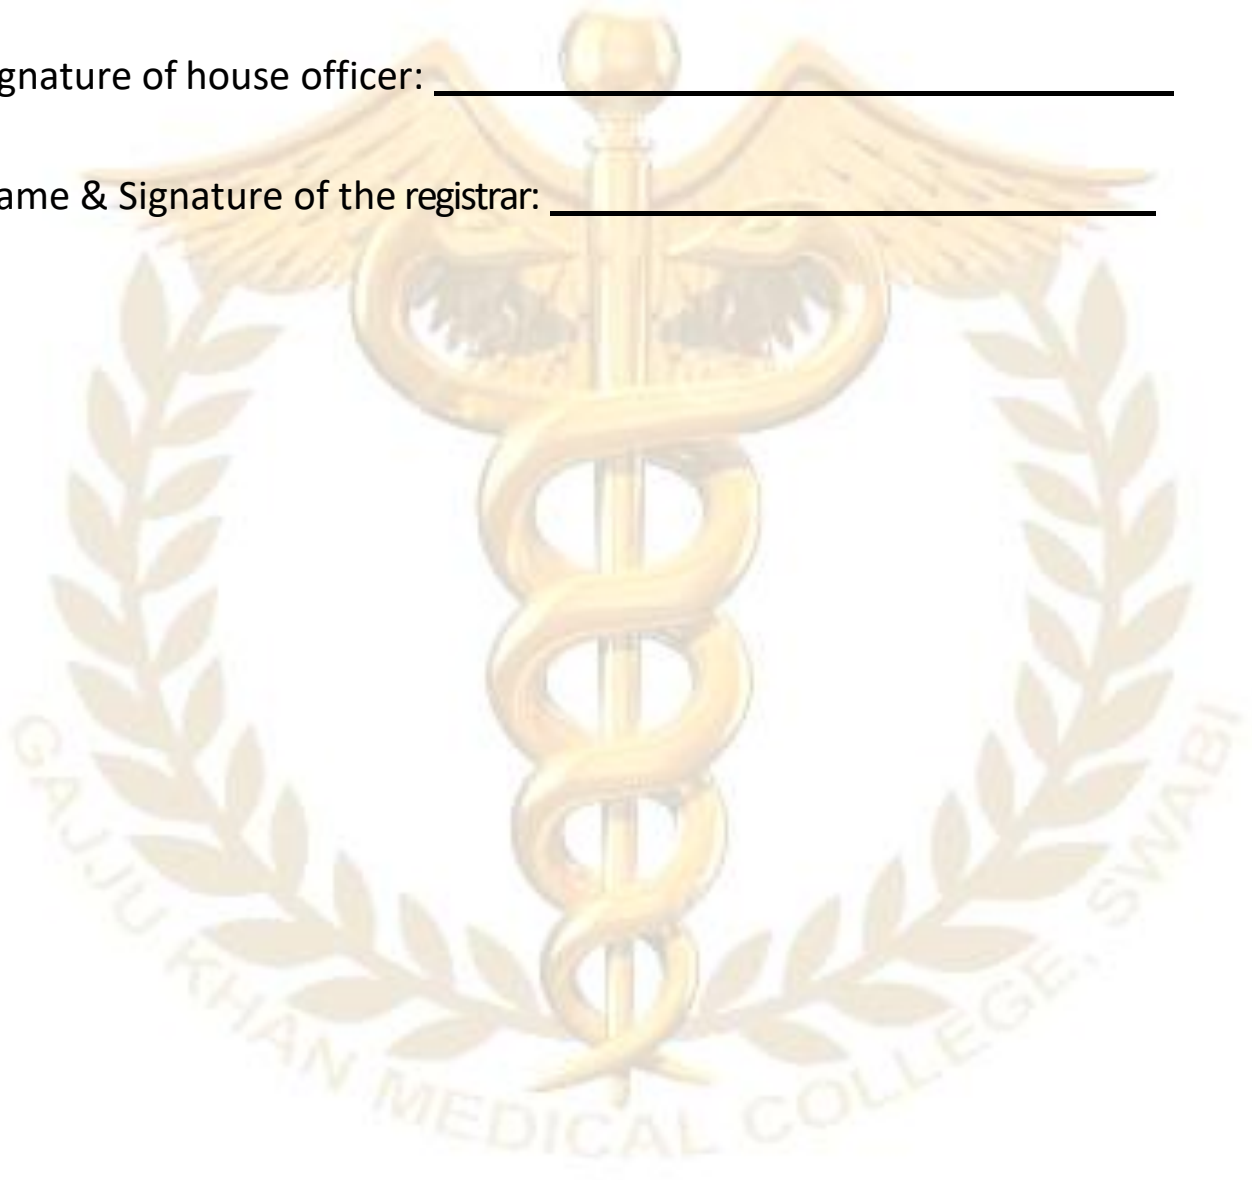 gnature of house officer:
ame & Signature of the registrar:
GAJJU KHAN MEDICAL COLLEGE, SWABI